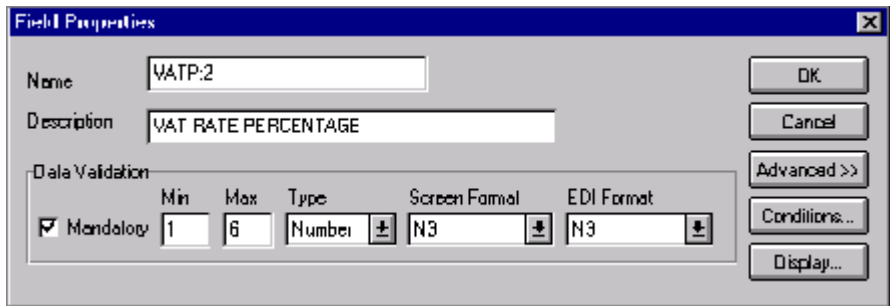 Field Properties
Name VATP:2 OK
Description VAT RATE PERCENTAGE Cancel
Data Validation Advanced >>
Min Max Type Screen Format EDI Format
Mandatory 1 6 Number N3 N3 Conditions...
Display...